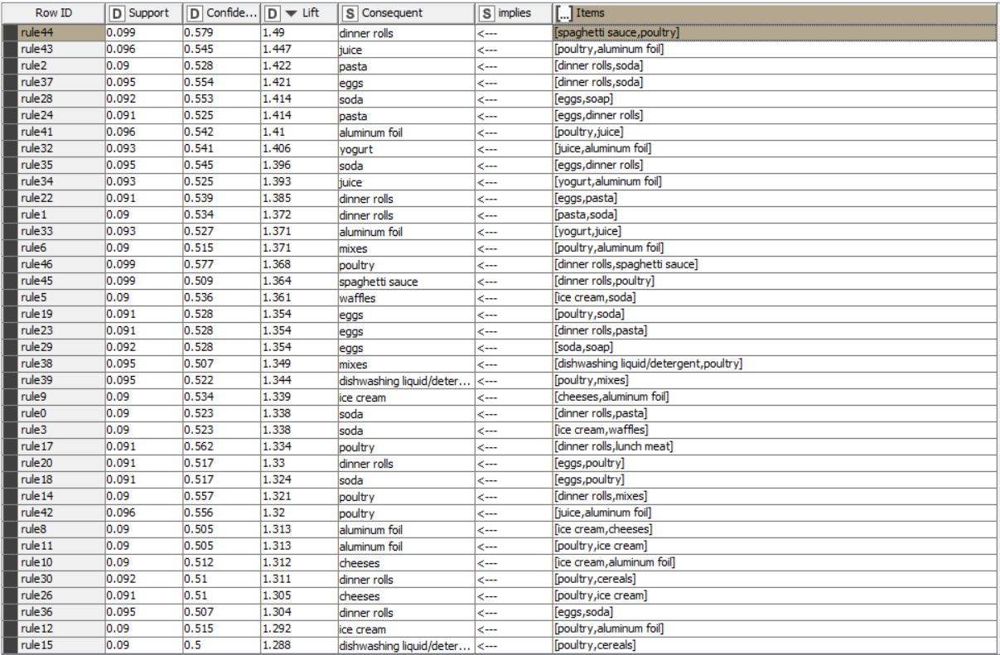 Row ID D Support D Confide... D Lift S Consequent S implies [...] Items
rule44 0.099 0.579 1.49 dinner rolls <--- [spaghetti sauce,poultry]
rule43 0.096 0.545 1.447 juice <--- [poultry,aluminum foil]
rule2 0.09 0.528 1.422 pasta <--- [dinner rolls,soda]
rule37 0.095 0.554 1.421 eggs <--- [dinner rolls,soda]
rule28 0.092 0.553 1.414 soda <--- [eggs,soap]
rule24 0.091 0.525 1.414 pasta <--- [eggs,dinner rolls]
rule41 0.096 0.542 1.41 aluminum foil <--- [poultry,juice]
rule32 0.093 0.541 1.406 yogurt <--- [juice,aluminum foil]
rule35 0.095 0.545 1.396 soda <--- [eggs,dinner rolls]
rule34 0.093 0.525 1.393 juice <--- [yogurt,aluminum foil]
rule22 0.091 0.539 1.385 dinner rolls <--- [eggs,pasta]
rule1 0.09 0.534 1.372 dinner rolls <--- [pasta,soda]
rule33 0.093 0.527 1.371 aluminum foil <--- [yogurt,juice]
rule6 0.09 0.515 1.371 mixes <--- [poultry,aluminum foil]
rule46 0.099 0.577 1.368 poultry <--- [dinner rolls,spaghetti sauce]
rule45 0.099 0.509 1.364 spaghetti sauce <--- [dinner rolls,poultry]
rule5 0.09 0.536 1.361 waffles <--- [ice cream,soda]
rule19 0.091 0.528 1.354 eggs <--- [poultry,soda]
rule23 0.091 0.528 1.354 eggs <--- [dinner rolls,pasta]
rule29 0.092 0.528 1.354 eggs <--- [soda,soap]
rule38 0.095 0.507 1.349 mixes <--- [dishwashing liquid/detergent,poultry]
rule39 0.095 0.522 1.344 dishwashing liquid/deter... <--- [poultry,mixes]
rule9 0.09 0.534 1.339 ice cream <--- [cheeses,aluminum foil]
rule0 0.09 0.523 1.338 soda <--- [dinner rolls,pasta]
rule3 0.09 0.523 1.338 soda <--- [ice cream,waffles]
rule17 0.091 0.562 1.334 poultry <--- [dinner rolls,lunch meat]
rule20 0.091 0.517 1.33 dinner rolls <--- [eggs,poultry]
rule18 0.091 0.517 1.324 soda <--- [eggs,poultry]
rule14 0.09 0.557 1.321 poultry <--- [dinner rolls,mixes]
rule42 0.096 0.556 1.32 poultry <--- [juice,aluminum foil]
rule8 0.09 0.505 1.313 aluminum foil <--- [ice cream,cheeses]
rule11 0.09 0.505 1.313 aluminum foil <--- [poultry,ice cream]
rule10 0.09 0.512 1.312 cheeses <--- [ice cream,aluminum foil]
rule30 0.092 0.51 1.311 dinner rolls <--- [poultry,cereals]
rule26 0.091 0.51 1.305 cheeses <--- [poultry,ice cream]
rule36 0.095 0.507 1.304 dinner rolls <--- [eggs,soda]
rule12 0.09 0.515 1.292 ice cream <--- [poultry,aluminum foil]
rule15 0.09 0.5 1.288 dishwashing liquid/deter... <--- [poultry,cereals]